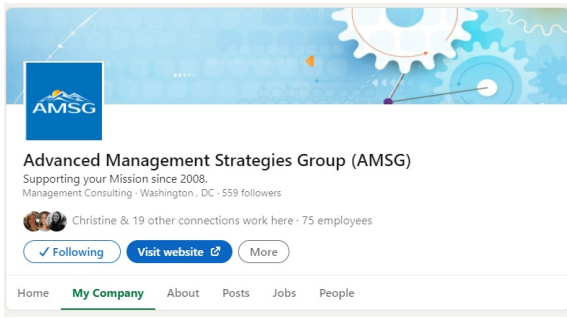 AMSG
Advanced Management Strategies Group (AMSG)
Supporting your Mission since 2008.
Management Consulting · Washington , DC · 559 followers
Christine & 19 other connections work here · 75 employees
✓ Following Visit website More
Home My Company About Posts Jobs People